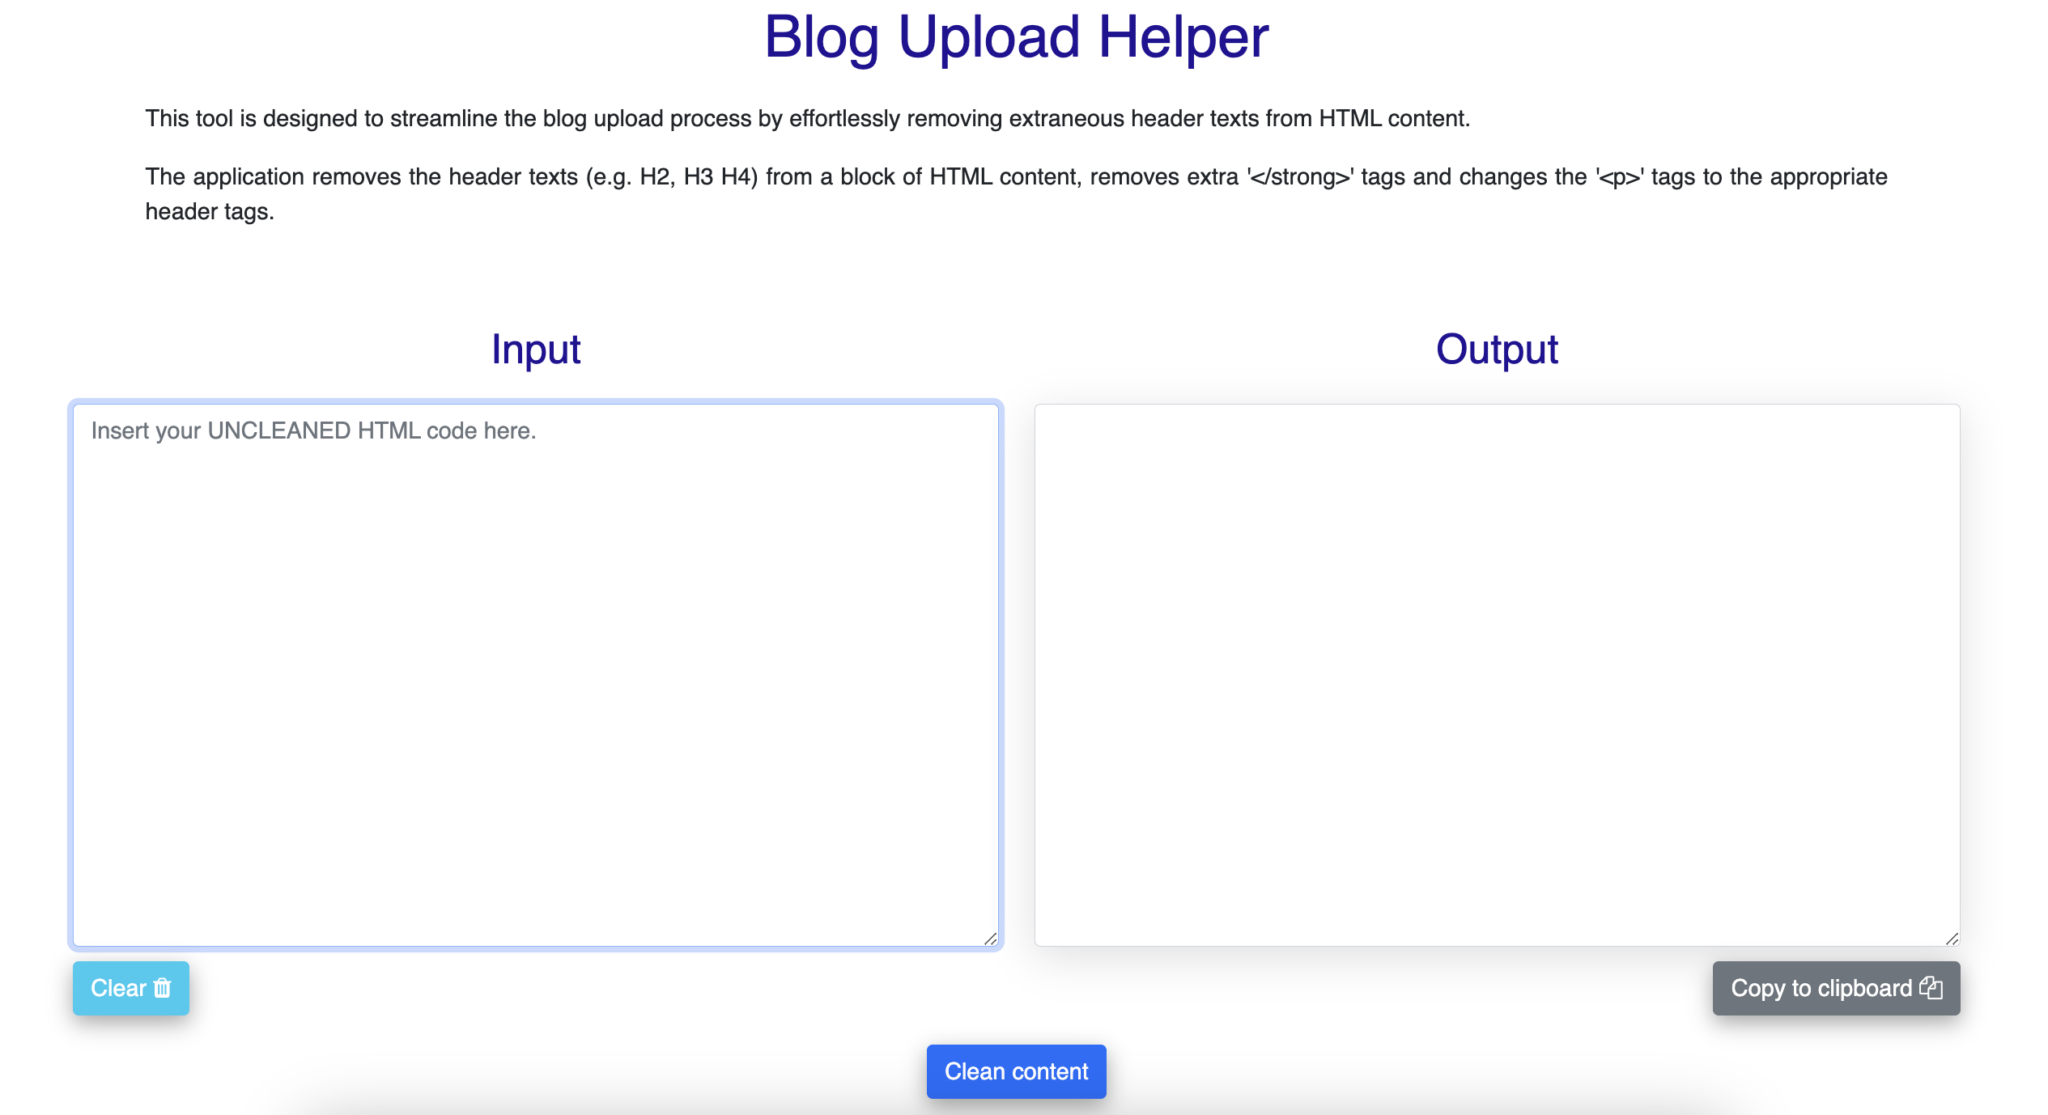 Blog Upload Helper
This tool is designed to streamline the blog upload process by effortlessly removing extraneous header texts from HTML content.
The application removes the header texts (e.g. H2, H3 H4) from a block of HTML content, removes extra '</strong>' tags and changes the '<p>' tags to the appropriate
header tags.
Input
Output
Insert your UNCLEANED HTML code here.
Clear
Copy to clipboard
Clean content